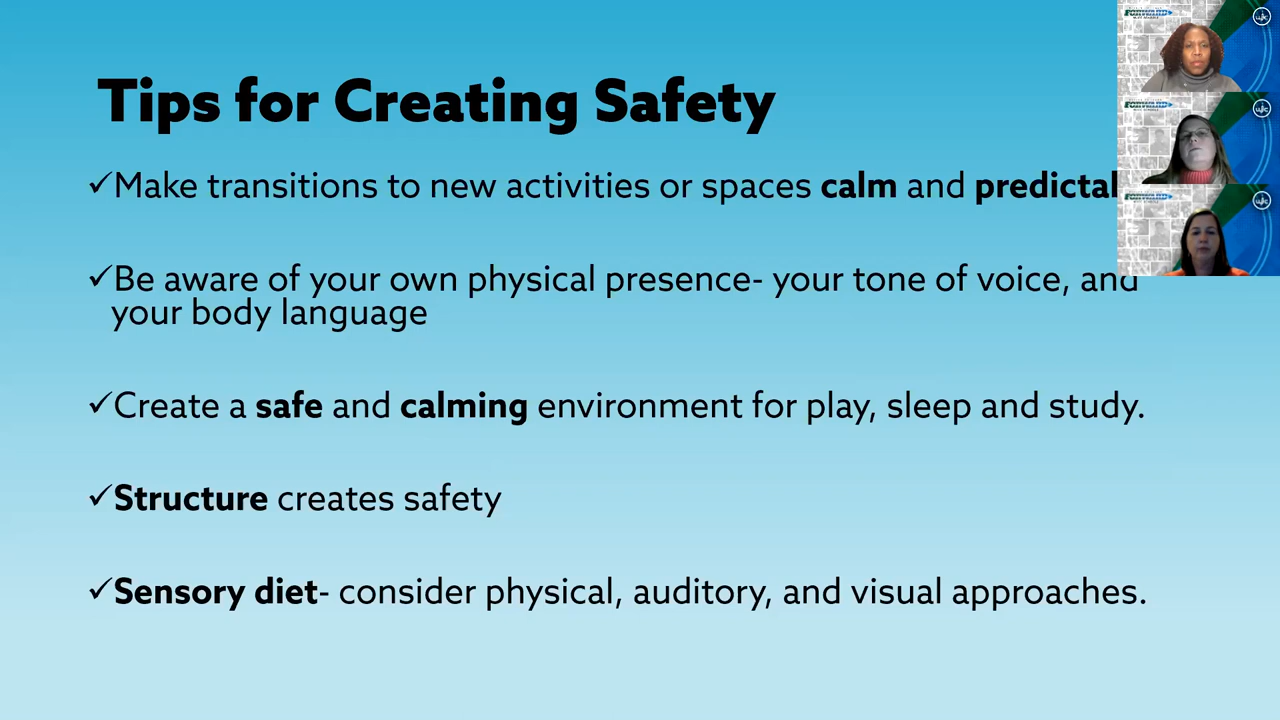 Tips for Creating Safety
✓Make transitions to new activities or spaces calm and
✓Be aware of your own physical presence- your tone of voice, and
your body language
✓Create a safe and calming environment for play, sleep and study.
✓Structure creates safety
✓Sensory diet- consider physical, auditory, and visual approaches.
FORWARD
FORWARD